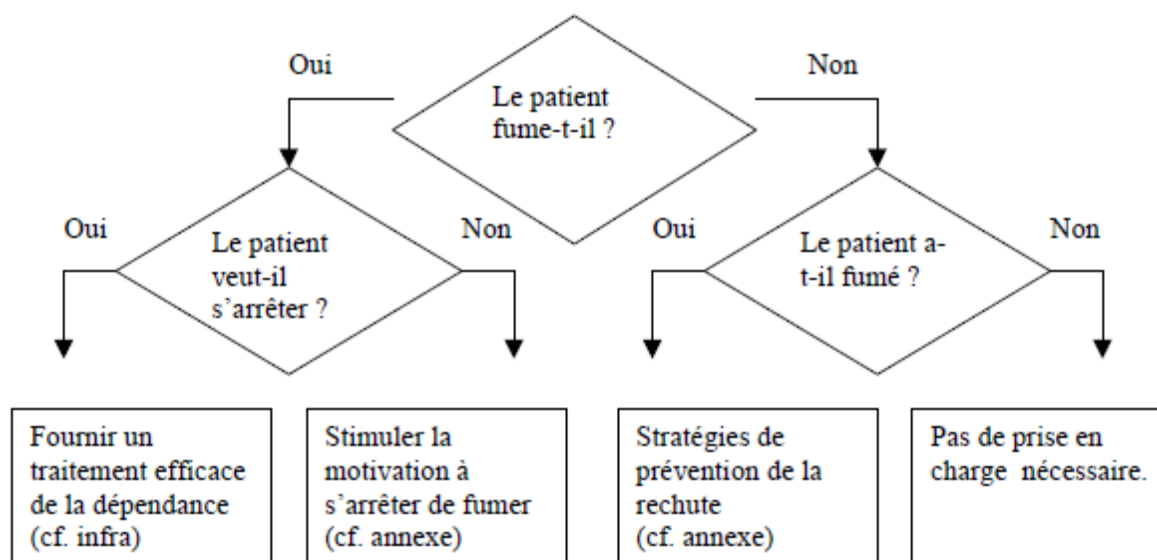 Oui
Non
Le patient
fume-t-il ?
Oui
Le patient
veut-il
s'arrêter ?
Non
Oui
Le patient a-
t-il fumé ?
Non
Fournir un
traitement efficace
de la dépendance
(cf. infra)
Stimuler la
motivation à
s'arrêter de fumer
(cf. annexe)
Stratégies de
prévention de la
rechute
(cf. annexe)
Pas de prise en
charge nécessaire.